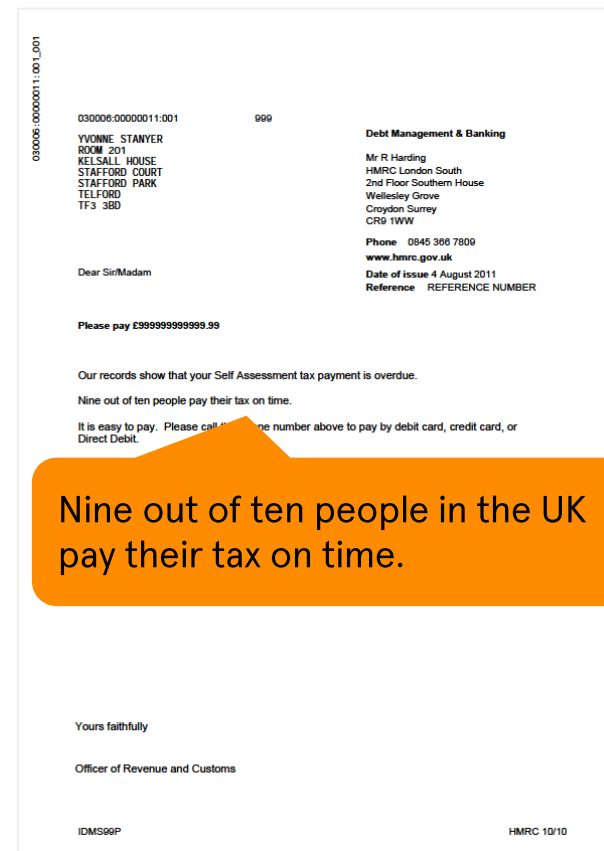 030006:00000011:001_001
030006:00000011:001 999
YVONNE STANYER
ROOM 201
KELSALL HOUSE
STAFFORD COURT
STAFFORD PARK
TELFORD
TF3 3BD
Debt Management & Banking
Mr R Harding
HMRC London South
2nd Floor Southern House
Wellesley Grove
Croydon Surrey
CR9 1WW
Phone 0845 366 7809
www.hmrc.gov.uk
Date of issue 4 August 2011
Reference REFERENCE NUMBER
Dear Sir/Madam
Please pay £999999999999.99
Our records show that your Self Assessment tax payment is overdue.
Nine out of ten people pay their tax on time.
It is easy to pay. Please call number above to pay by debit card, credit card, or
Direct Debit.
Nine out of ten people in the UK
pay their tax on time.
Yours faithfully
Officer of Revenue and Customs
IDMS99P HMRC 10/10